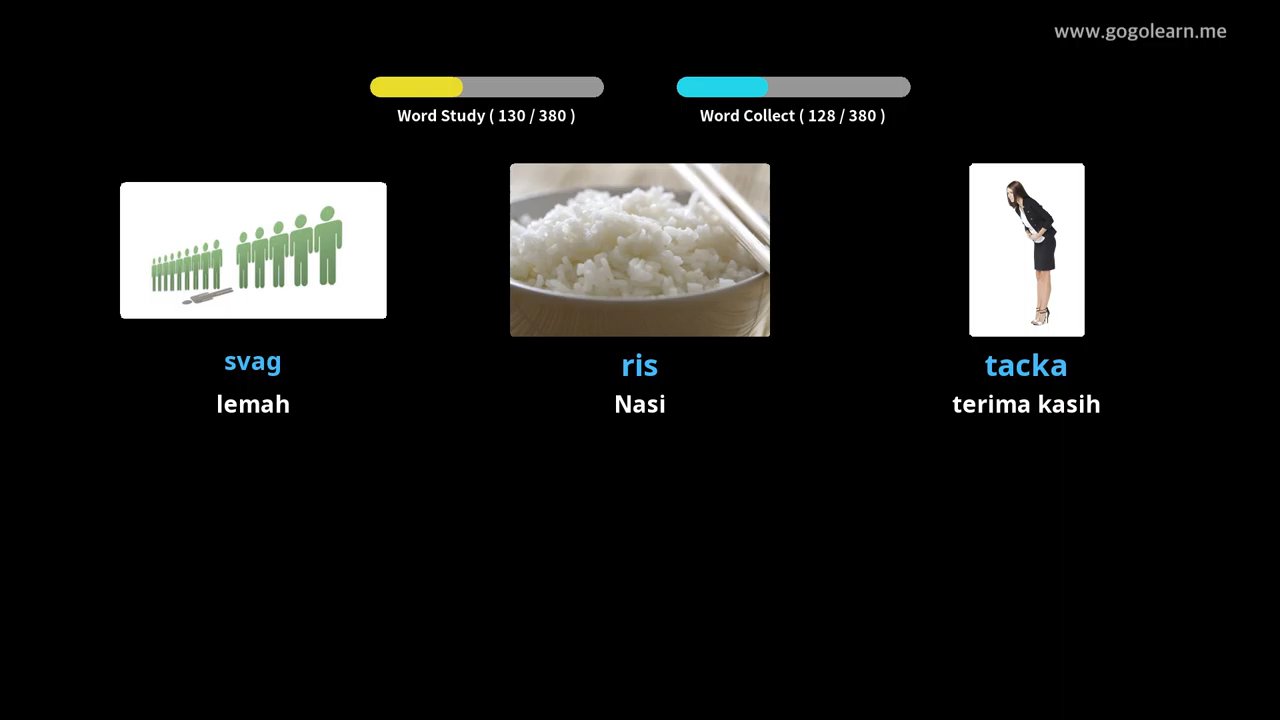 www.gogolearn.me
Word Study ( 130 / 380 )
Word Collect ( 128 / 380 )
svag
ris
tacka
lemah
Nasi
terima kasih